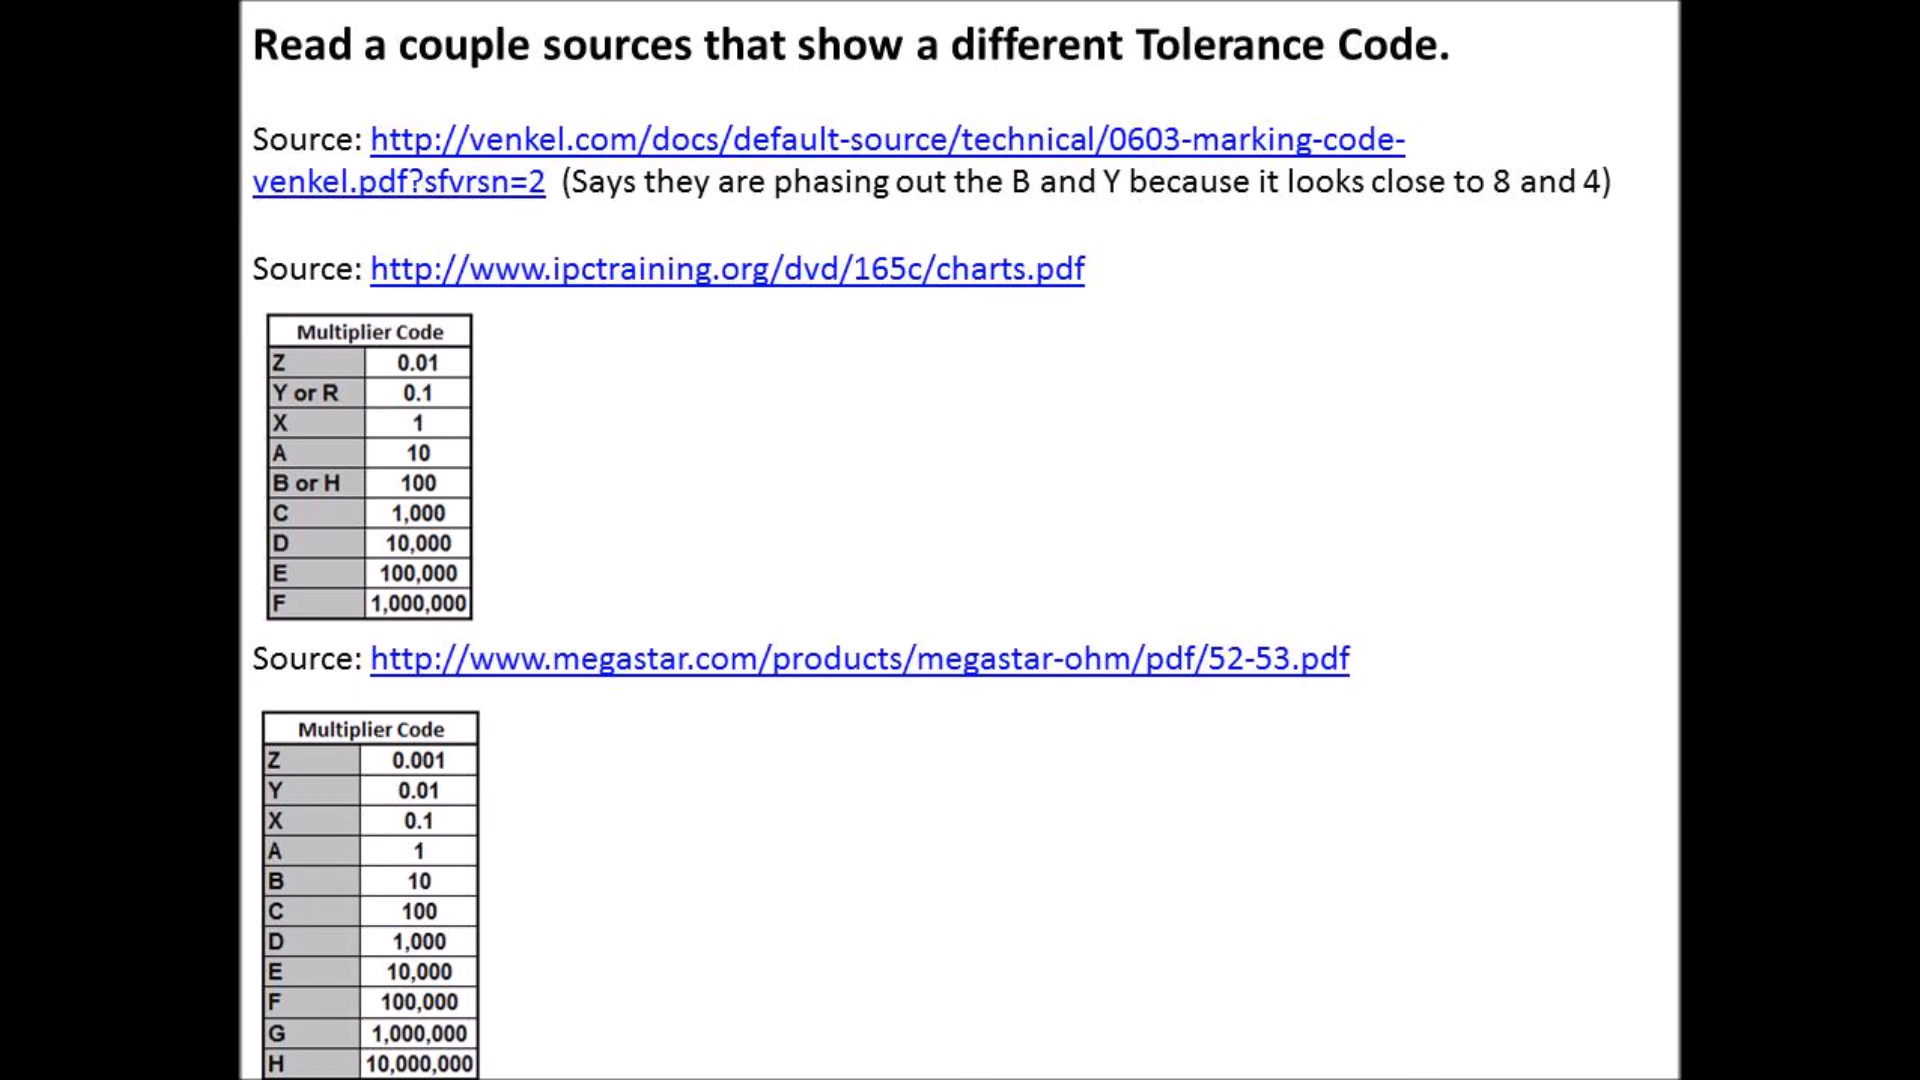 Read a couple sources that show a different Tolerance Code.
Source: http://venkel.com/docs/default-source/technical/0603-marking-code-
venkel.pdf?sfvrsn=2 (Says they are phasing out the B and Y because it looks close to 8 and 4)
Source: http://www.ipctraining.org/dvd/165c/charts.pdf
Multiplier Code
Z 0.01
Y or R 0.1
X 1
A 10
B or H 100
C 1,000
D 10,000
E 100,000
F 1,000,000
Source: http://www.megastar.com/products/megastar-ohm/pdf/52-53.pdf
Multiplier Code
Z 0.001
Y 0.01
X 0.1
A 1
B 10
C 100
D 1,000
E 10,000
F 100,000
G 1,000,000
H 10,000,000